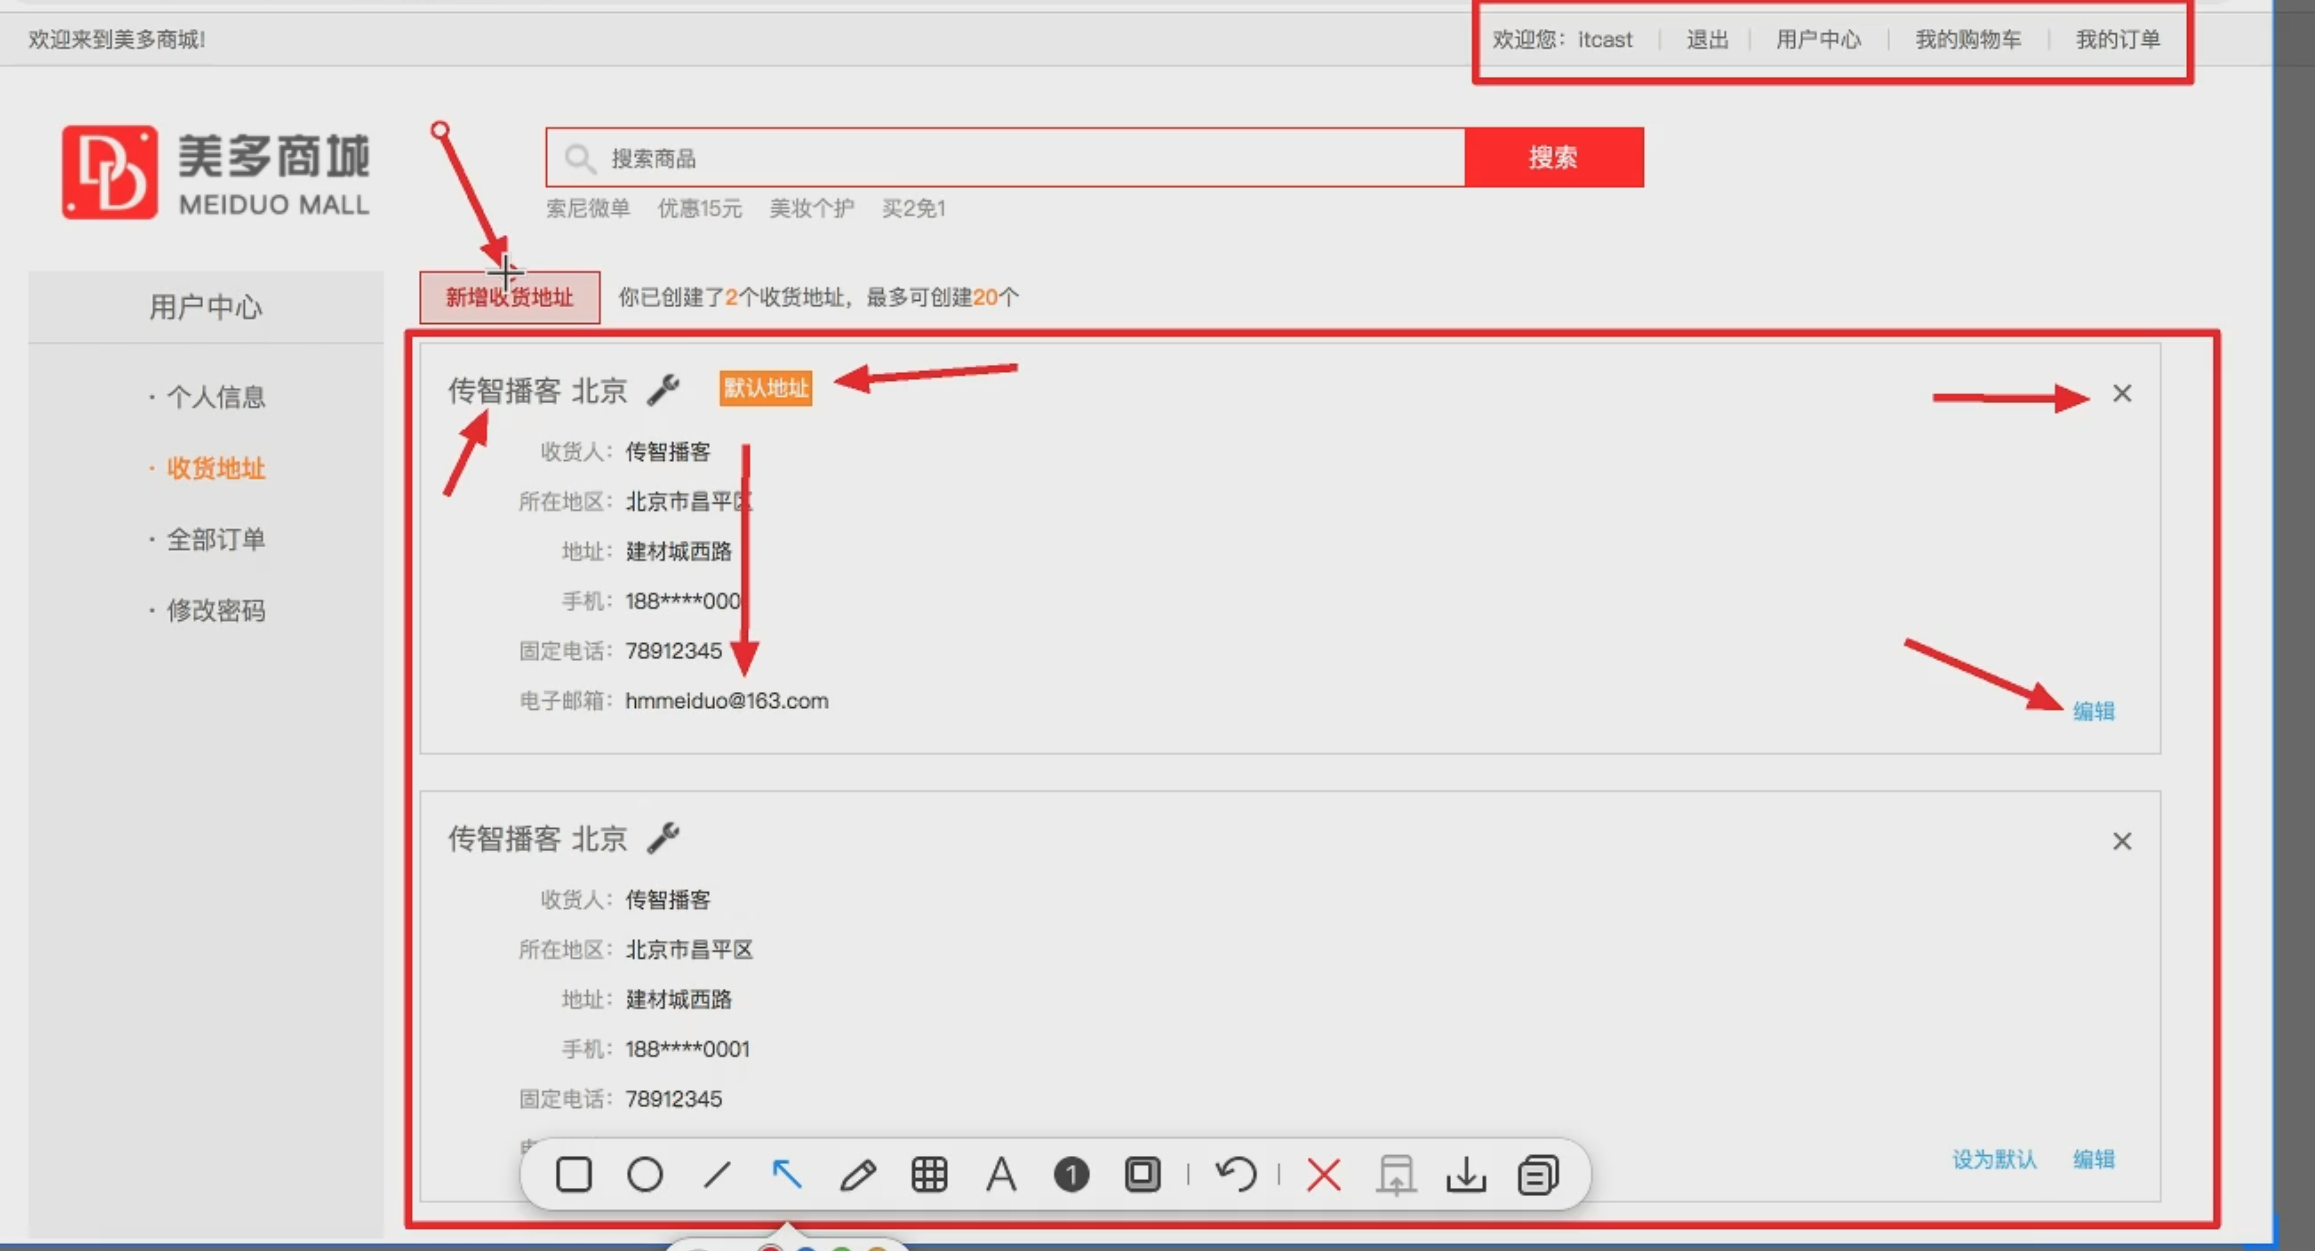 欢迎来到美多商城!
欢迎您：itcast | 退出 | 用户中心 | 我的购物车 | 我的订单
美多商城
MEIDUO MALL
搜索商品
搜索
索尼微单 优惠15元 美妆个护 买2免1
用户中心
· 个人信息
· 收货地址
· 全部订单
· 修改密码
新增收货地址 你已创建了2个收货地址，最多可创建20个
传智播客 北京 默认地址
收货人：传智播客
所在地区：北京市昌平区
地址：建材城西路
手机：188****000
固定电话：78912345
电子邮箱：hmmeiduo@163.com
编辑
传智播客 北京
收货人：传智播客
所在地区：北京市昌平区
地址：建材城西路
手机：188****0001
固定电话：78912345
设为默认 编辑
A 1